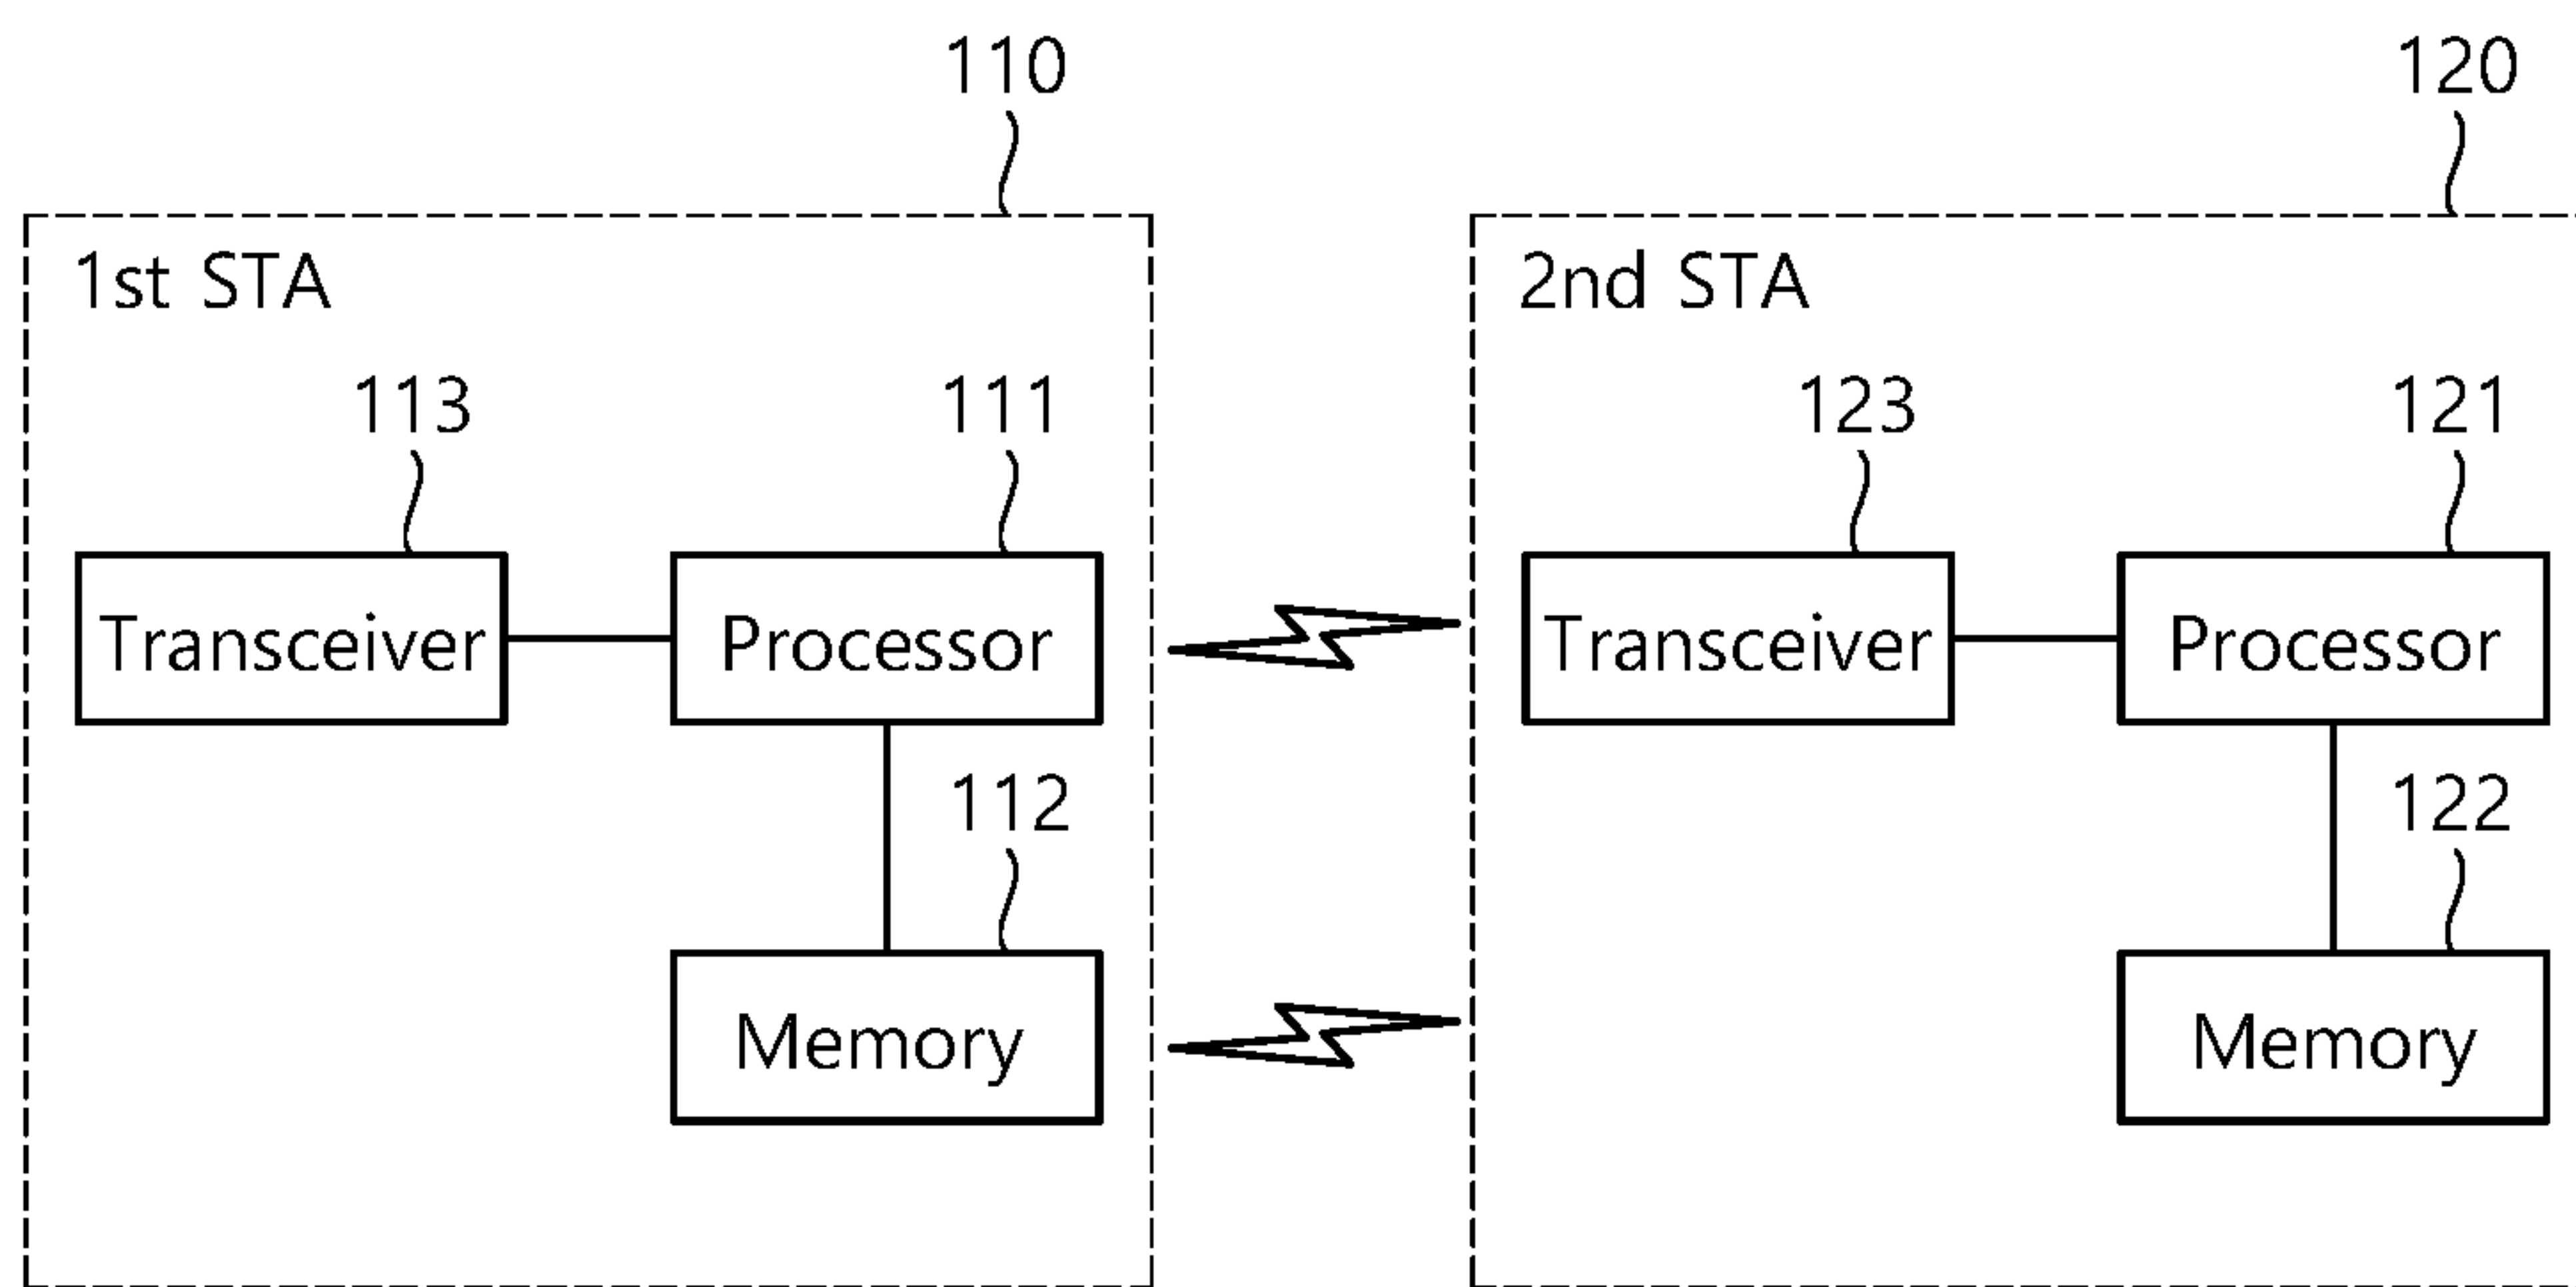 110
120
1st STA
2nd STA
113
111
123
121
Transceiver
Processor
Transceiver
Processor
112
122
Memory
Memory